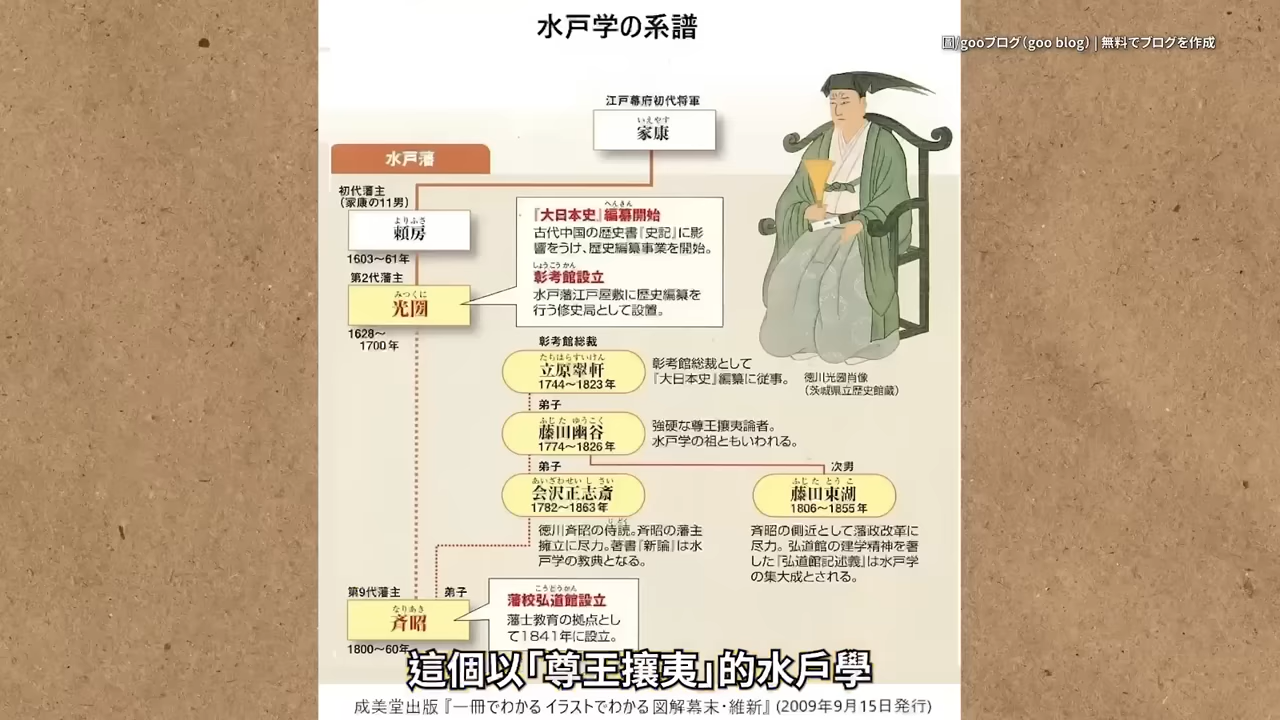 水戸学の系譜
圖/gooブログ(goo blog) | 無料でブログを作成
江戸幕府初代将軍
いえやす
家康
水戸藩
初代藩主
(家康の11男)
よりふさ
頼房
1603〜61年
第2代藩主
みつくに
光圀
1628〜
1700年
へんさん
『大日本史』編纂開始
古代中国の歴史書『史記』に影
響をうけ、歴史編纂事業を開始。
しょうこうかん
彰考館設立
水戸藩江戸屋敷に歴史編纂を
行う修史局として設置。
徳川光圀肖像
(茨城県立歴史館蔵)
彰考館総裁
たちはらすいけん
立原翠軒
1744〜1823年
彰考館総裁として
『大日本史』編纂に従事。
弟子
ふじた ゆうこく
藤田幽谷
1774〜1826年
強硬な尊王攘夷論者。
水戸学の祖ともいわれる。
弟子
あいざわせいしさい
会沢正志斎
1782〜1863年
じどく
徳川斉昭の侍読。斉昭の藩主
擁立に尽力。著書『新論』は水
戸学の教典となる。
次男
ふじた とうこ
藤田東湖
1806〜1855年
斉昭の側近として藩政改革に
尽力。弘道館の建学精神を著
した『弘道館記述義』は水戸学
の集大成とされる。
第9代藩主
弟子
なりあき
斉昭
1800〜60年
こうどうかん
藩校弘道館設立
藩士教育の拠点とし
て1841年に設立。
這個以「尊王攘夷」的水戶學
成美堂出版『一冊でわかる イラストでわかる 図解幕末・維新』(2009年9月15日発行)